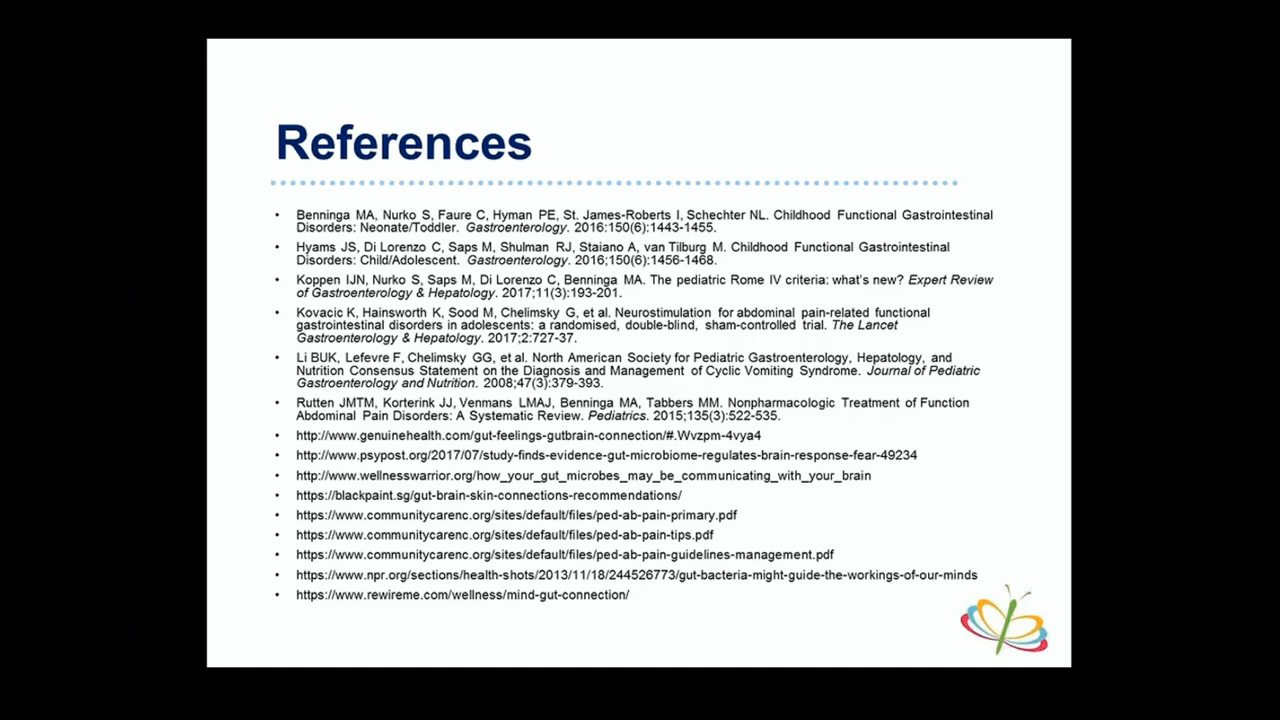 References
• Benninga MA, Nurko S, Faure C, Hyman PE, St. James-Roberts I, Schechter NL. Childhood Functional Gastrointestinal
Disorders: Neonate/Toddler. Gastroenterology. 2016:150(6):1443-1455.
• Hyams JS, Di Lorenzo C, Saps M, Shulman RJ, Staiano A, van Tilburg M. Childhood Functional Gastrointestinal
Disorders: Child/Adolescent. Gastroenterology. 2016;150(6):1456-1468.
• Koppen IJN, Nurko S, Saps M, Di Lorenzo C, Benninga MA. The pediatric Rome IV criteria: what's new? Expert Review
of Gastroenterology & Hepatology. 2017;11(3):193-201.
• Kovacic K, Hainsworth K, Sood M, Chelimsky G, et al. Neurostimulation for abdominal pain-related functional
gastrointestinal disorders in adolescents: a randomised, double-blind, sham-controlled trial. The Lancet
Gastroenterology & Hepatology. 2017;2:727-37.
• Li BUK, Lefevre F, Chelimsky GG, et al. North American Society for Pediatric Gastroenterology, Hepatology, and
Nutrition Consensus Statement on the Diagnosis and Management of Cyclic Vomiting Syndrome. Journal of Pediatric
Gastroenterology and Nutrition. 2008;47(3):379-393.
• Rutten JMTM, Korterink JJ, Venmans LMAJ, Benninga MA, Tabbers MM. Nonpharmacologic Treatment of Function
Abdominal Pain Disorders: A Systematic Review. Pediatrics. 2015;135(3):522-535.
• http://www.genuinehealth.com/gut-feelings-gutbrain-connection/#.Wvzpm-4vya4
• http://www.psypost.org/2017/07/study-finds-evidence-gut-microbiome-regulates-brain-response-fear-49234
• http://www.wellnesswarrior.org/how_your_gut_microbes_may_be_communicating_with_your_brain
• https://blackpaint.sg/gut-brain-skin-connections-recommendations/
• https://www.communitycarenc.org/sites/default/files/ped-ab-pain-primary.pdf
• https://www.communitycarenc.org/sites/default/files/ped-ab-pain-tips.pdf
• https://www.communitycarenc.org/sites/default/files/ped-ab-pain-guidelines-management.pdf
• https://www.npr.org/sections/health-shots/2013/11/18/244526773/gut-bacteria-might-guide-the-workings-of-our-minds
• https://www.rewireme.com/wellness/mind-gut-connection/